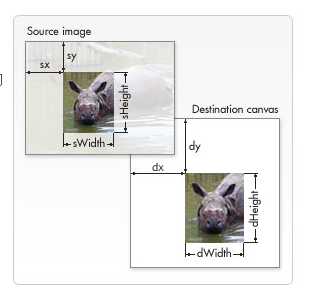 Source image
sx
sy
sHeight
sWidth
Destination canvas
dy
dx
dHeight
dWidth